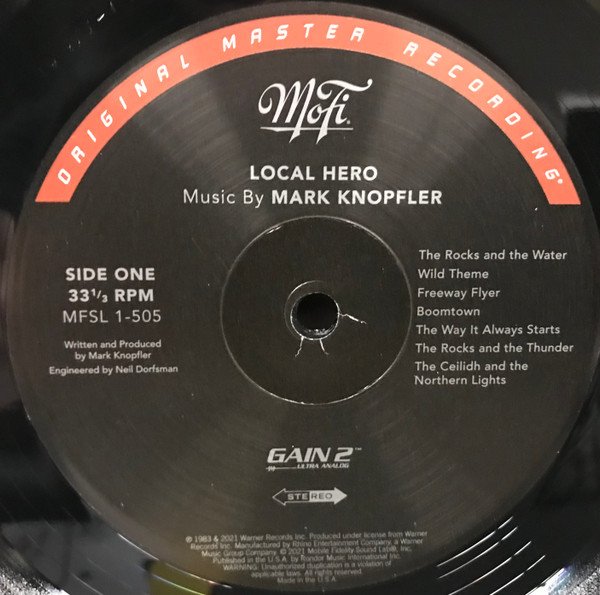 ORIGINAL MASTER RECORDING®
MoFi®
LOCAL HERO
Music By MARK KNOPFLER
SIDE ONE
33 1/3 RPM
MFSL 1-505
Written and Produced
by Mark Knopfler
Engineered by Neil Dorfsman
The Rocks and the Water
Wild Theme
Freeway Flyer
Boomtown
The Way It Always Starts
The Rocks and the Thunder
The Ceilidh and the
Northern Lights
GAIN 2™
ULTRA ANALOG
STEREO
℗ 1983 & 2021 Warner Records Inc. Produced under license from Warner
Records Inc. Manufactured by Rhino Entertainment Company, a Warner
Music Group Company. © 2021 Mobile Fidelity Sound Lab®, Inc.
Published in the U.S.A. by Rondor Music International Inc.
WARNING: Unauthorized duplication is a violation of
applicable laws. All rights reserved.
Made in the U.S.A.